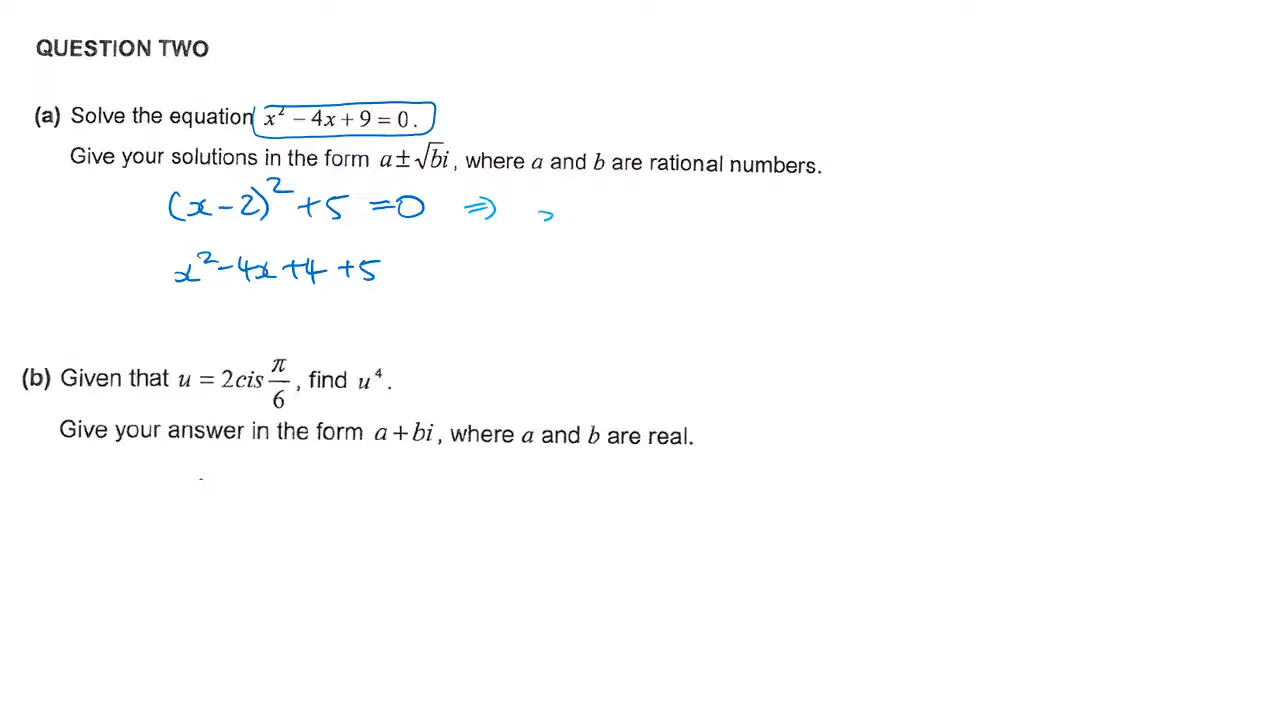 QUESTION TWO
(a) Solve the equation x² − 4x + 9 = 0.
Give your solutions in the form a ± √bi, where a and b are rational numbers.
(x − 2)² + 5 = 0 ⇒
x² − 4x + 4 + 5
(b) Given that u = 2cis π/6, find u⁴.
Give your answer in the form a + bi, where a and b are real.